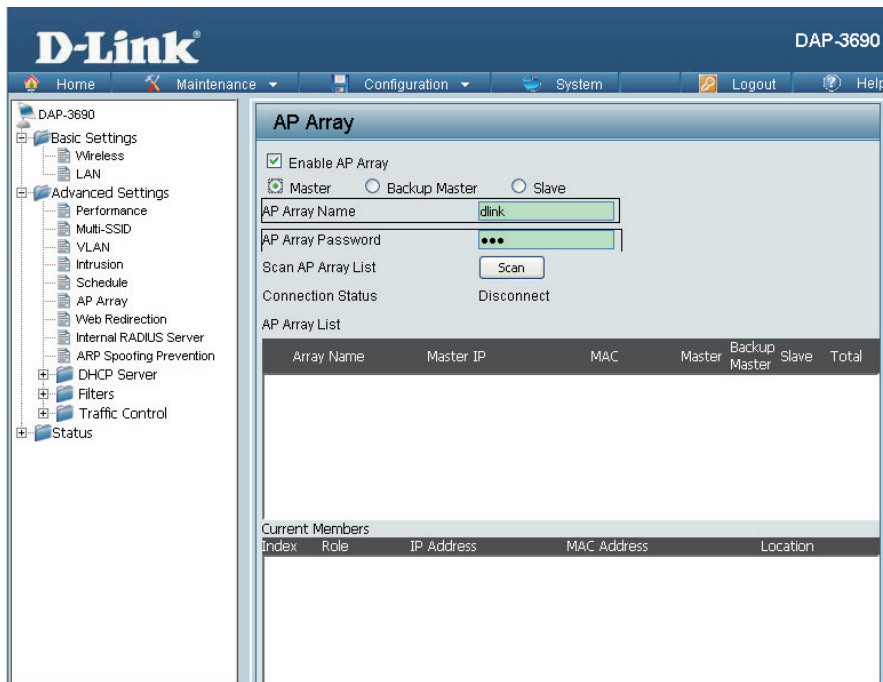 D-Link®
DAP-3690
Home Maintenance Configuration System Logout Help
DAP-3690
Basic Settings
Wireless
LAN
Advanced Settings
Performance
Multi-SSID
VLAN
Intrusion
Schedule
AP Array
Web Redirection
Internal RADIUS Server
ARP Spoofing Prevention
DHCP Server
Filters
Traffic Control
Status
AP Array
Enable AP Array
Master Backup Master Slave
AP Array Name dlink
AP Array Password •••
Scan AP Array List Scan
Connection Status Disconnect
AP Array List
Array Name Master IP MAC Master Backup Master Slave Total
Current Members
Index Role IP Address MAC Address Location